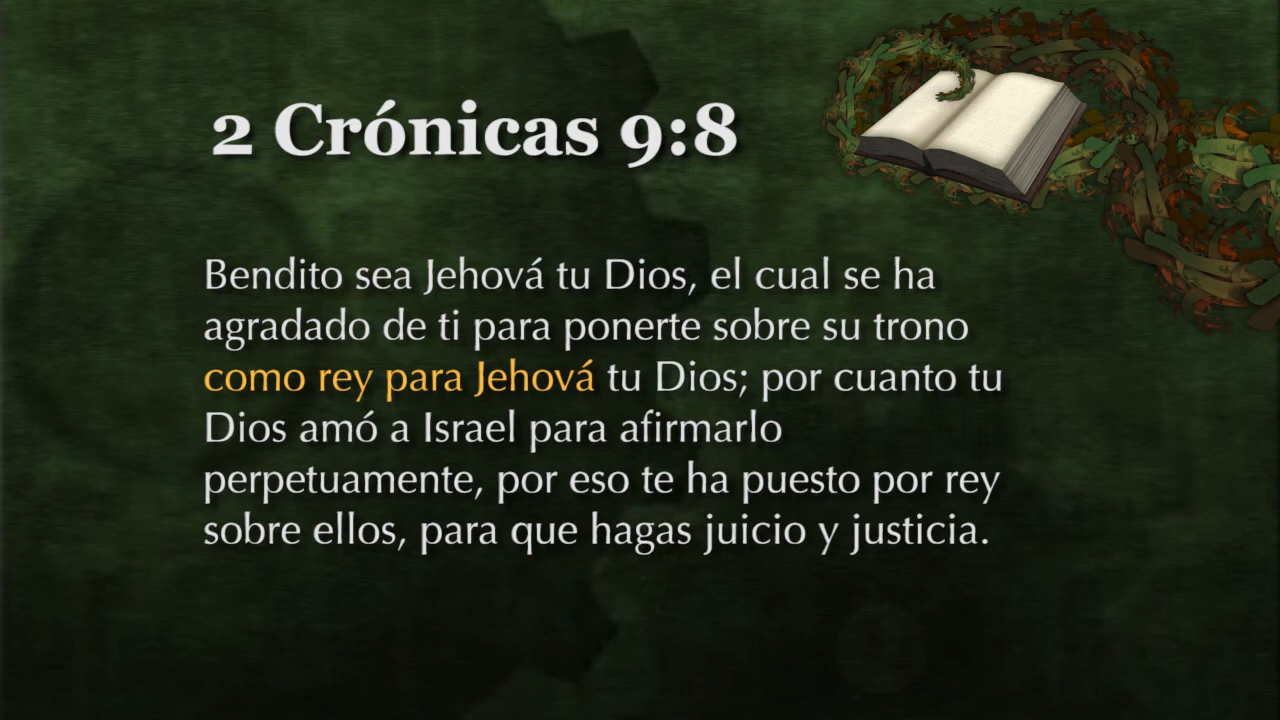 2 Crónicas 9:8
Bendito sea Jehová tu Dios, el cual se ha
agradado de ti para ponerte sobre su trono
como rey para Jehová tu Dios; por cuanto tu
Dios amó a Israel para afirmarlo
perpetuamente, por eso te ha puesto por rey
sobre ellos, para que hagas juicio y justicia.